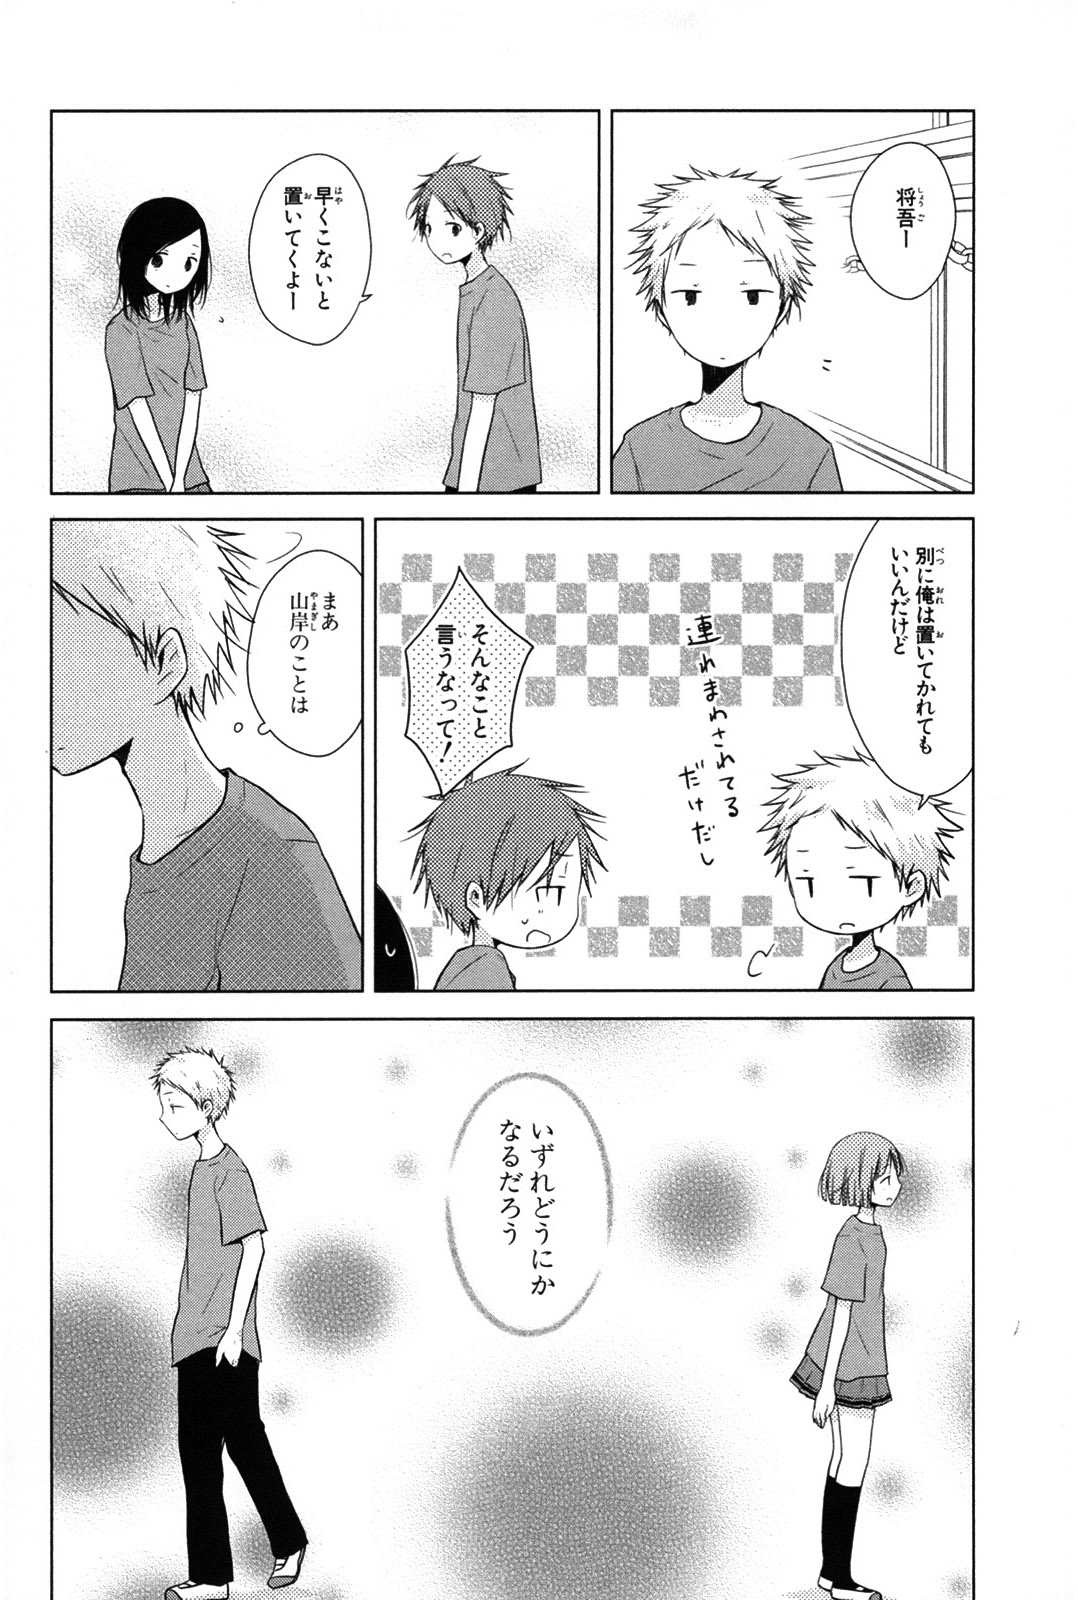 将吾ー
早くこないと
置いてくよー
別に俺は置いてかれても
いいんだけど
連れまわされてる
だけだし
そんなこと
言うなって！
まあ
山岸のことは
いずれどうにか
なるだろう